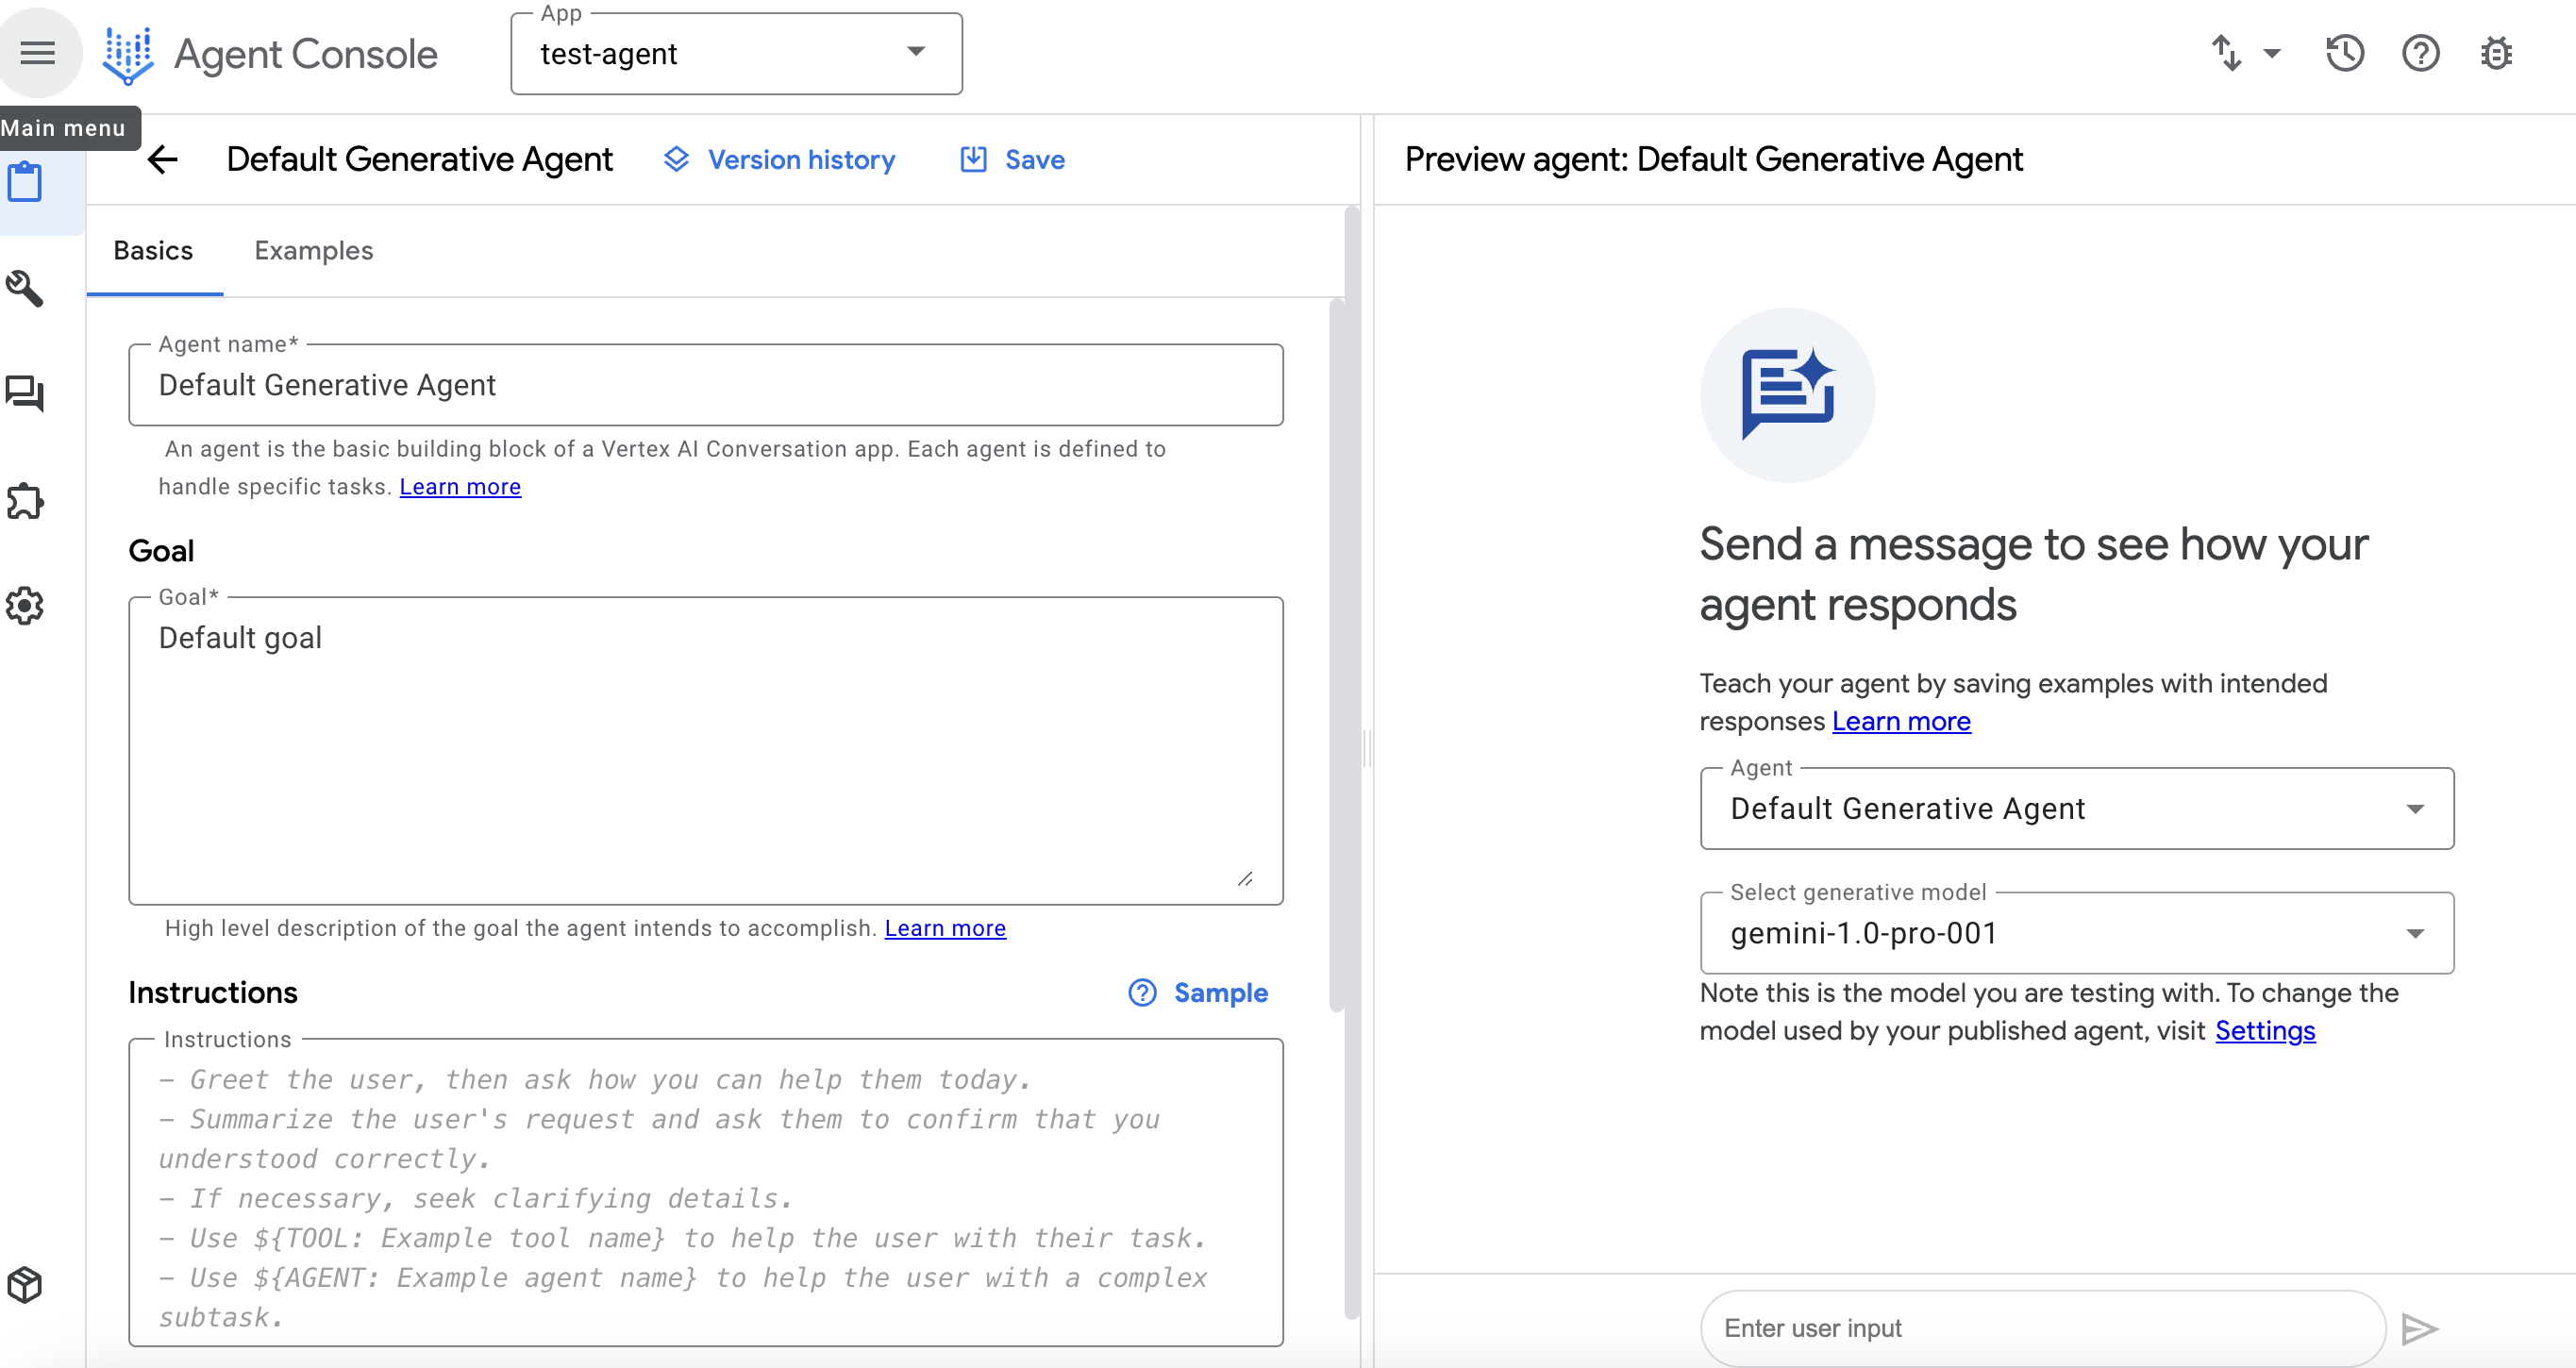 Agent Console
App
test-agent
Main menu
Default Generative Agent
Version history
Save
Basics
Examples
Agent name*
Default Generative Agent
An agent is the basic building block of a Vertex AI Conversation app. Each agent is defined to
handle specific tasks. Learn more
Goal
Goal*
Default goal
High level description of the goal the agent intends to accomplish. Learn more
Instructions
Sample
Instructions
– Greet the user, then ask how you can help them today.
– Summarize the user's request and ask them to confirm that you
understood correctly.
– If necessary, seek clarifying details.
– Use ${TOOL: Example tool name} to help the user with their task.
– Use ${AGENT: Example agent name} to help the user with a complex
subtask.
Preview agent: Default Generative Agent
Send a message to see how your
agent responds
Teach your agent by saving examples with intended
responses Learn more
Agent
Default Generative Agent
Select generative model
gemini-1.0-pro-001
Note this is the model you are testing with. To change the
model used by your published agent, visit Settings
Enter user input